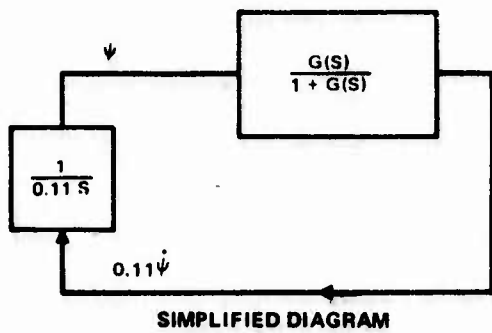 ψ
G(S)
1 + G(S)
1
0.11 S
0.11ψ̇
SIMPLIFIED DIAGRAM